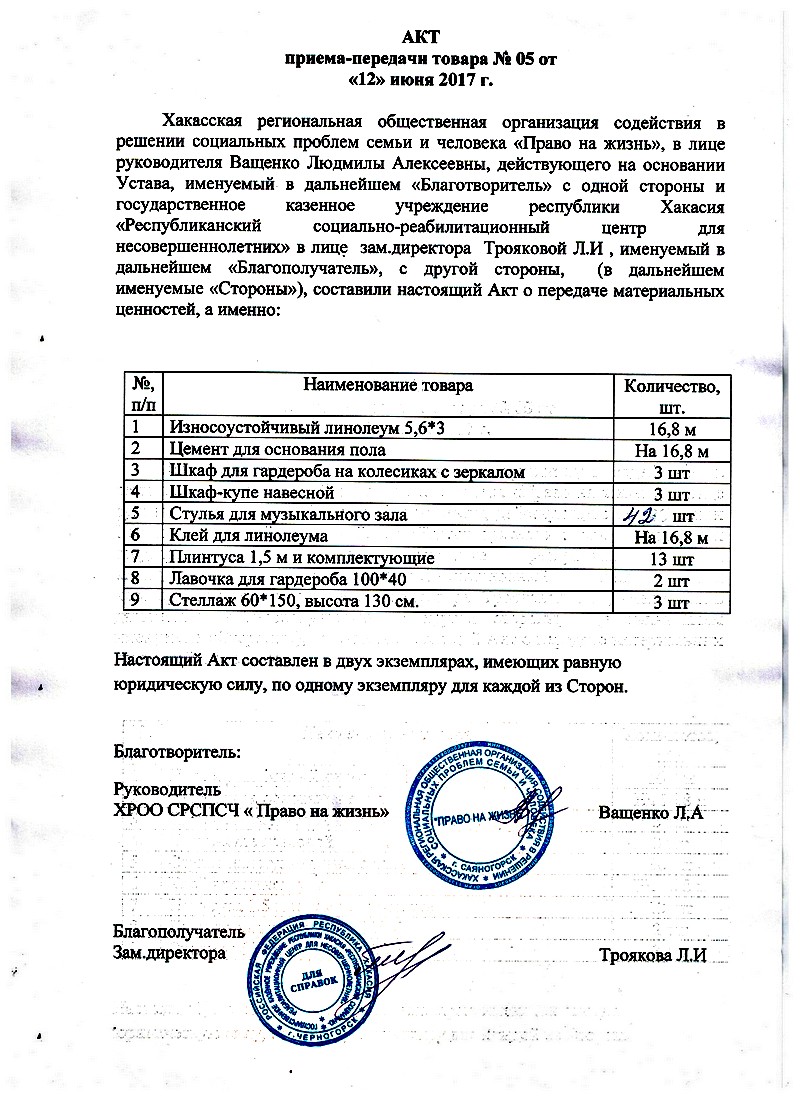 АКТ
приема-передачи товара № 05 от
«12» июня 2017 г.
Хакасская региональная общественная организация содействия в
решении социальных проблем семьи и человека «Право на жизнь», в лице
руководителя Ващенко Людмилы Алексеевны, действующего на основании
Устава, именуемый в дальнейшем «Благотворитель» с одной стороны и
государственное казенное учреждение республики Хакасия
«Республиканский социально-реабилитационный центр для
несовершеннолетних» в лице зам.директора Трояковой Л.И , именуемый в
дальнейшем «Благополучатель», с другой стороны, (в дальнейшем
именуемые «Стороны»), составили настоящий Акт о передаче материальных
ценностей, а именно:
№, п/п Наименование товара Количество, шт.
1 Износоустойчивый линолеум 5,6*3 16,8 м
2 Цемент для основания пола На 16,8 м
3 Шкаф для гардероба на колесиках с зеркалом 3 шт
4 Шкаф-купе навесной 3 шт
5 Стулья для музыкального зала 42 шт
6 Клей для линолеума На 16,8 м
7 Плинтуса 1,5 м и комплектующие 13 шт
8 Лавочка для гардероба 100*40 2 шт
9 Стеллаж 60*150, высота 130 см. 3 шт
Настоящий Акт составлен в двух экземплярах, имеющих равную
юридическую силу, по одному экземпляру для каждой из Сторон.
Благотворитель:
Руководитель
ХРОО СРСПСЧ « Право на жизнь» Ващенко Л,А
ХАКАССКАЯ РЕГИОНАЛЬНАЯ ОБЩЕСТВЕННАЯ ОРГАНИЗАЦИЯ СОДЕЙСТВИЯ В РЕШЕНИИ
СОЦИАЛЬНЫХ ПРОБЛЕМ СЕМЬИ И ЧЕЛОВЕКА
"ПРАВО НА ЖИЗНЬ"
г. САЯНОГОРСК
Благополучатель
Зам.директора Троякова Л.И
РОССИЙСКАЯ ФЕДЕРАЦИЯ РЕСПУБЛИКА ХАКАСИЯ
г.ЧЕРНОГОРСК
ДЛЯ
СПРАВОК